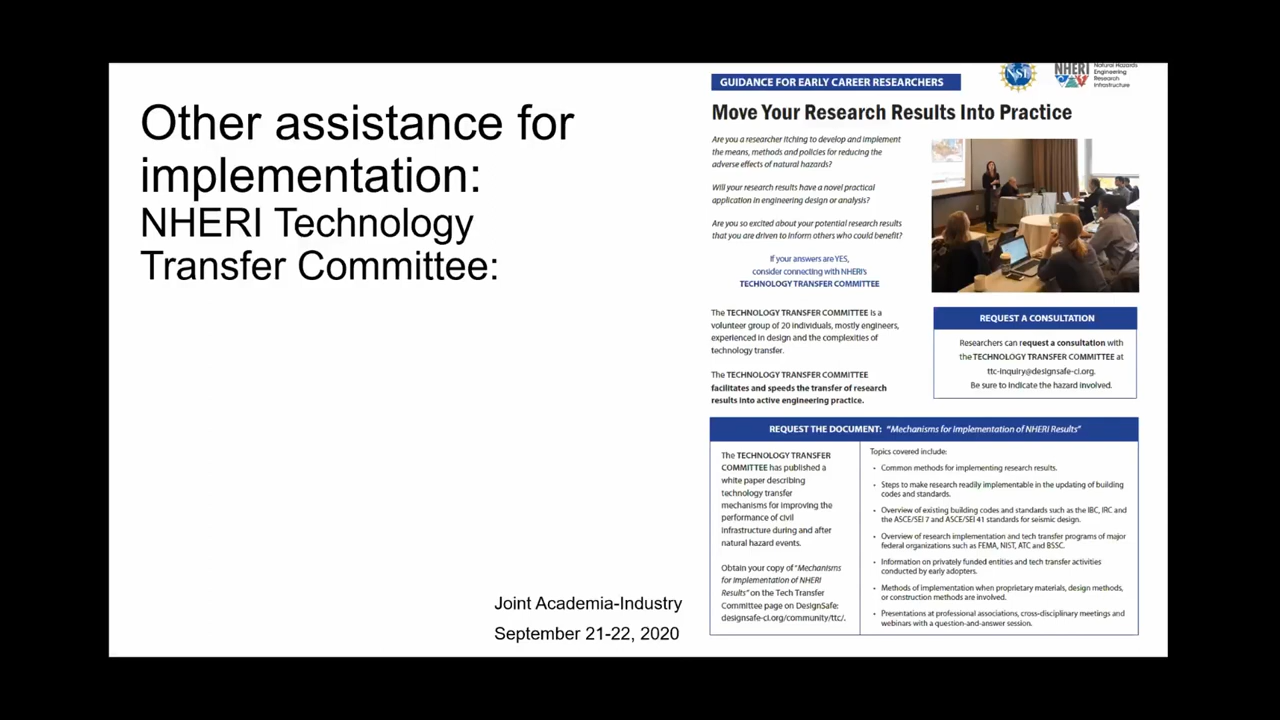 Other assistance for
implementation:
NHERI Technology
Transfer Committee:
Joint Academia-Industry
September 21-22, 2020
GUIDANCE FOR EARLY CAREER RESEARCHERS
NSF
NHERI
Natural Hazards
Engineering
Research
Infrastructure
Move Your Research Results Into Practice
Are you a researcher itching to develop and implement
the means, methods and policies for reducing the
adverse effects of natural hazards?
Will your research results have a novel practical
application in engineering design or analysis?
Are you so excited about your potential research results
that you are driven to inform others who could benefit?
If your answers are YES,
consider connecting with NHERI's
TECHNOLOGY TRANSFER COMMITTEE
The TECHNOLOGY TRANSFER COMMITTEE is a
volunteer group of 20 individuals, mostly engineers,
experienced in design and the complexities of
technology transfer.
The TECHNOLOGY TRANSFER COMMITTEE
facilitates and speeds the transfer of research
results into active engineering practice.
REQUEST A CONSULTATION
Researchers can request a consultation with
the TECHNOLOGY TRANSFER COMMITTEE at
ttc-inquiry@designsafe-ci.org.
Be sure to indicate the hazard involved.
REQUEST THE DOCUMENT: "Mechanisms for Implementation of NHERI Results"
The TECHNOLOGY TRANSFER
COMMITTEE has published a
white paper describing
technology transfer
mechanisms for improving the
performance of civil
infrastructure during and after
natural hazard events.
Obtain your copy of "Mechanisms
for Implementation of NHERI
Results" on the Tech Transfer
Committee page on DesignSafe:
designsafe-ci.org/community/ttc/.
Topics covered include:
• Common methods for implementing research results.
• Steps to make research readily implementable in the updating of building
codes and standards.
• Overview of existing building codes and standards such as the IBC, IRC and
the ASCE/SEI 7 and ASCE/SEI 41 standards for seismic design.
• Overview of research implementation and tech transfer programs of major
federal organizations such as FEMA, NIST, ATC and BSSC.
• Information on privately funded entities and tech transfer activities
conducted by early adopters.
• Methods of implementation when proprietary materials, design methods,
or construction methods are involved.
• Presentations at professional associations, cross-disciplinary meetings and
webinars with a question-and-answer session.